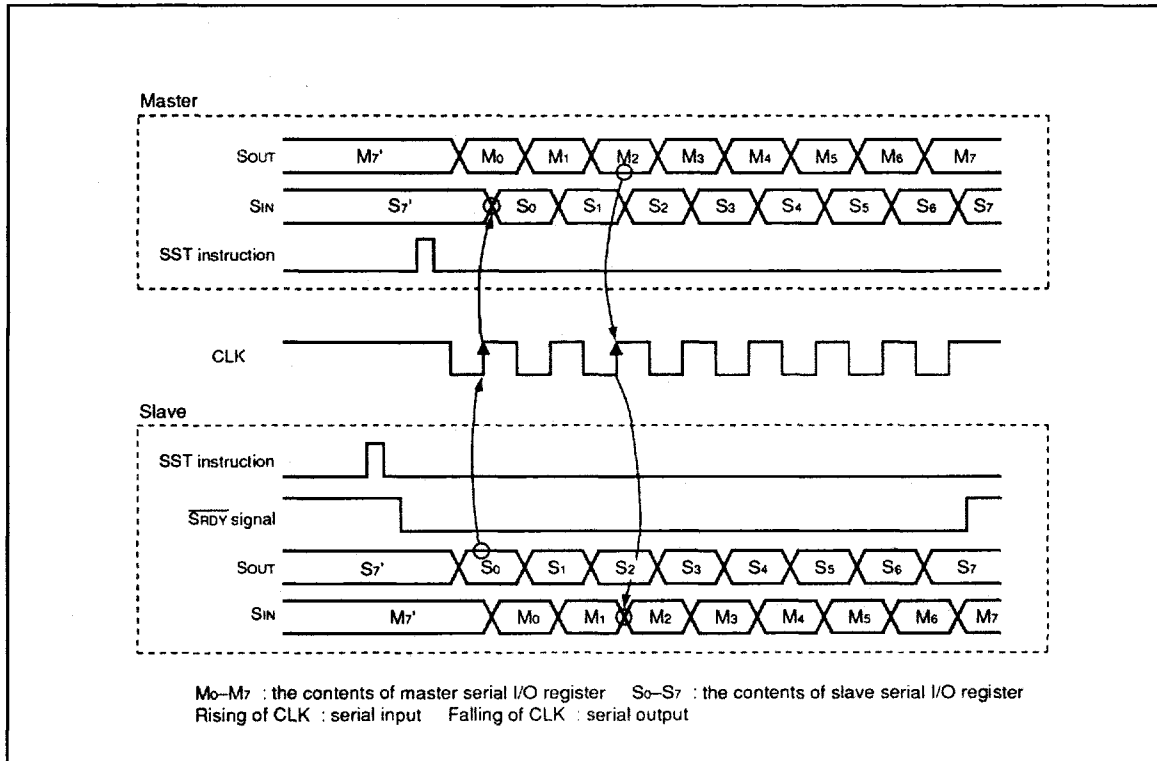 Master
SOUT M7' M0 M1 M2 M3 M4 M5 M6 M7
SIN S7' S0 S1 S2 S3 S4 S5 S6 S7
SST instruction
CLK
Slave
SST instruction
S̅R̅D̅Y̅ signal
SOUT S7' S0 S1 S2 S3 S4 S5 S6 S7
SIN M7' M0 M1 M2 M3 M4 M5 M6 M7
M0–M7 : the contents of master serial I/O register S0–S7 : the contents of slave serial I/O register
Rising of CLK : serial input Falling of CLK : serial output